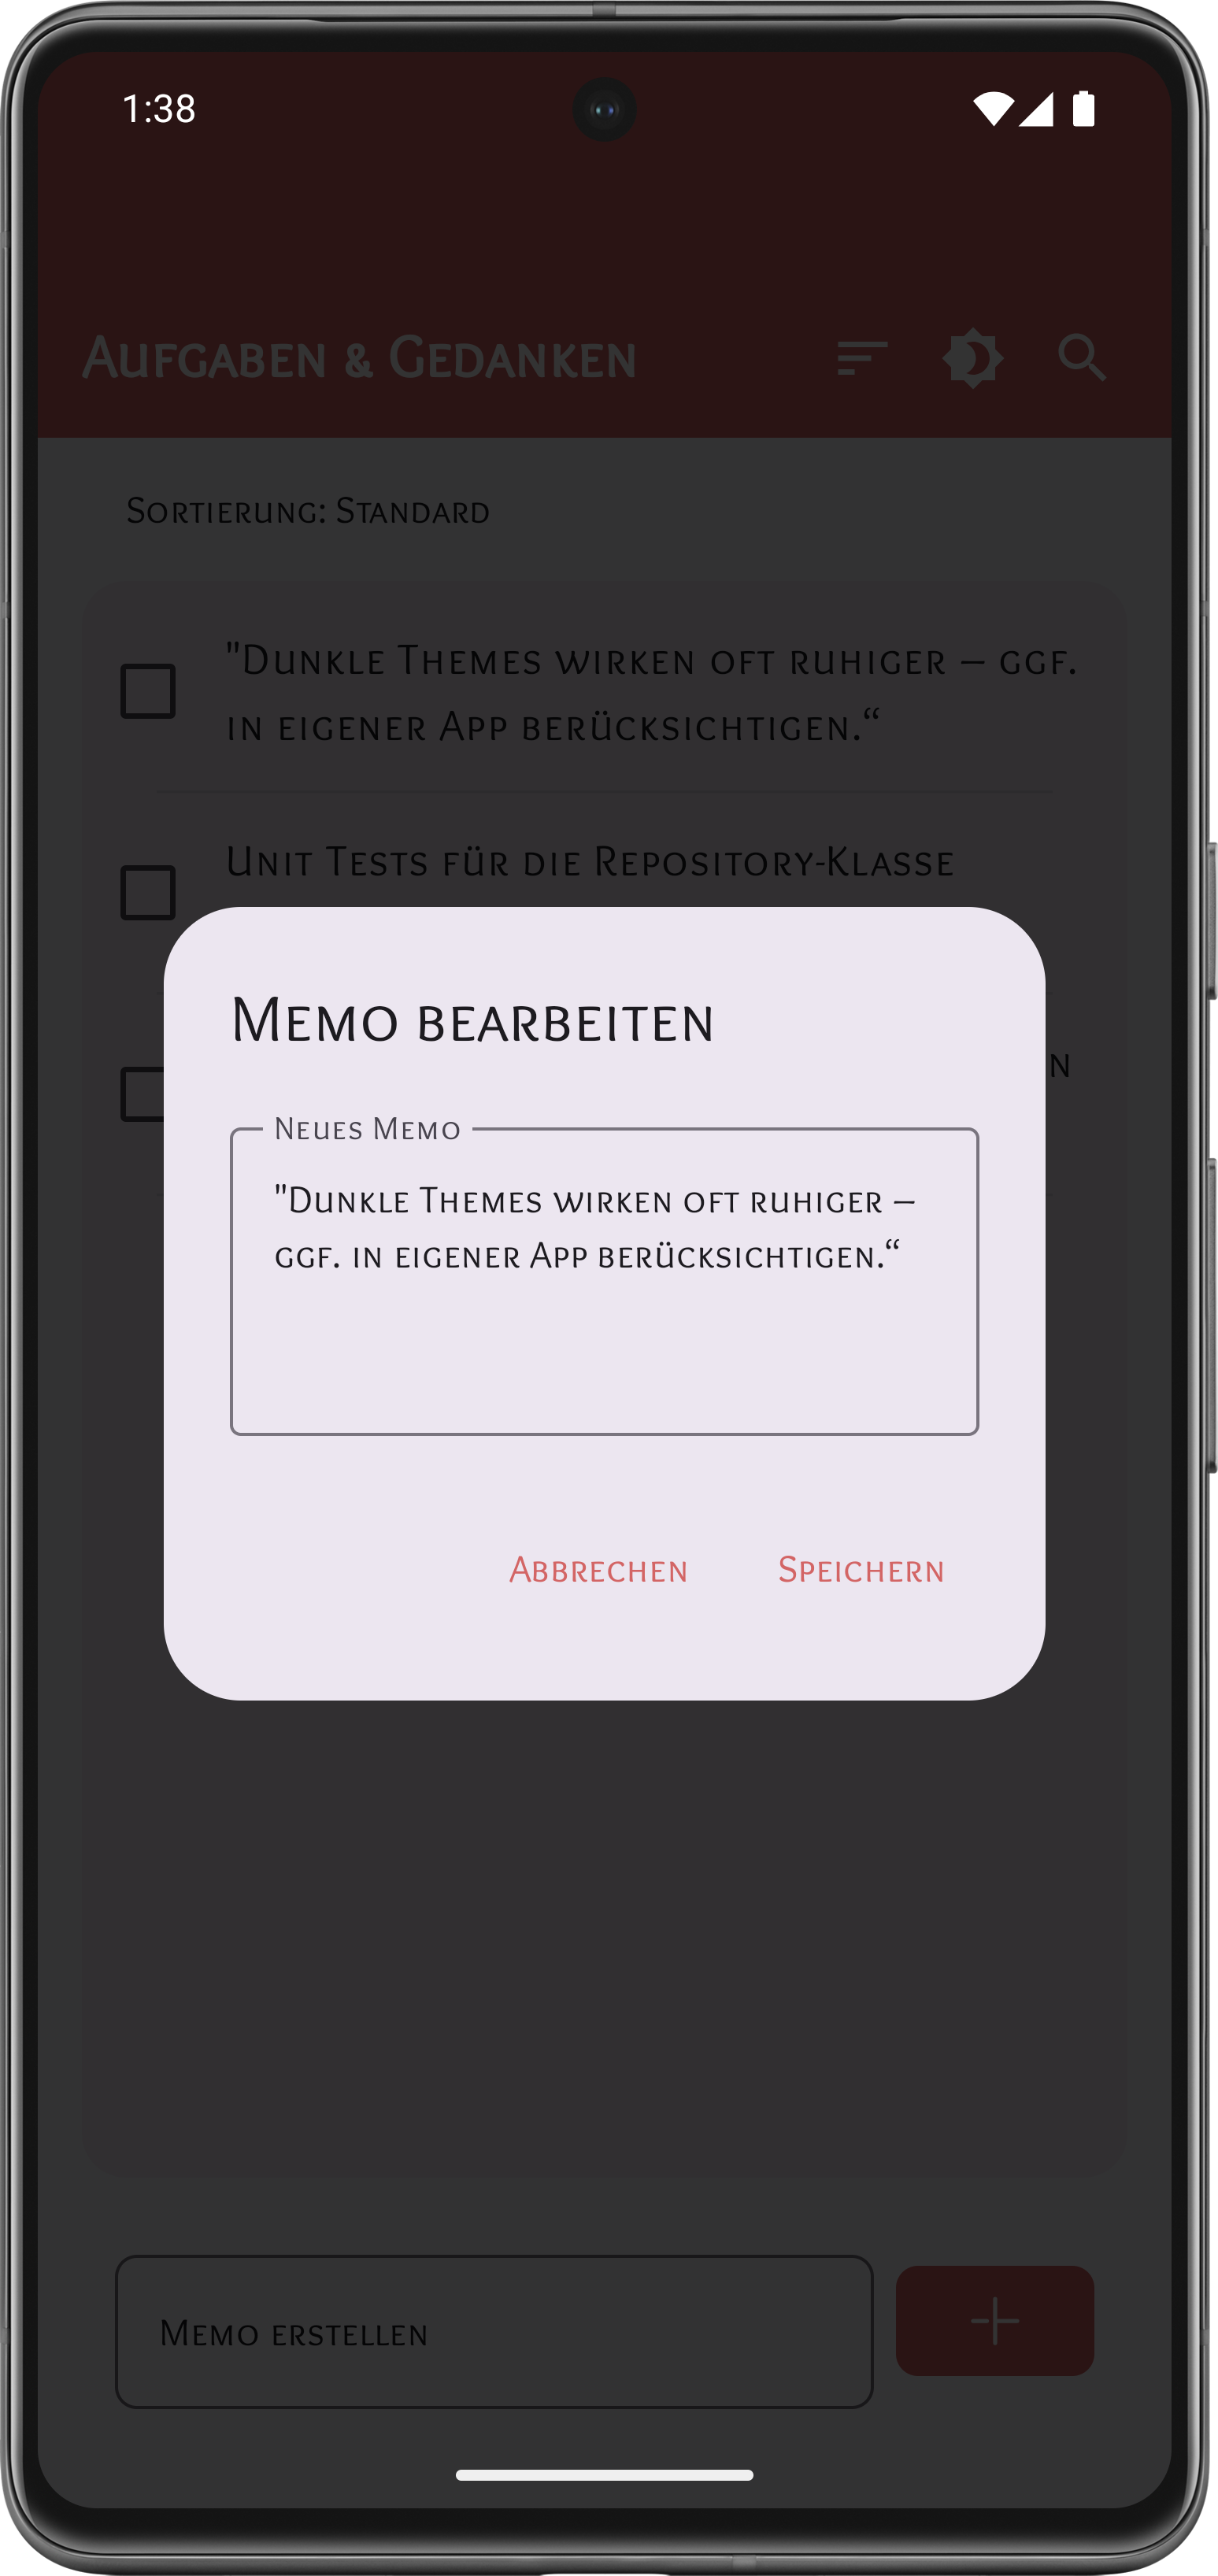 1:38
Aufgaben & Gedanken
Sortierung: Standard
"Dunkle Themes wirken oft ruhiger – ggf.
in eigener App berücksichtigen.“
Unit Tests für die Repository-Klasse
Memo bearbeiten
Neues Memo
"Dunkle Themes wirken oft ruhiger –
ggf. in eigener App berücksichtigen.“
Abbrechen
Speichern
Memo erstellen